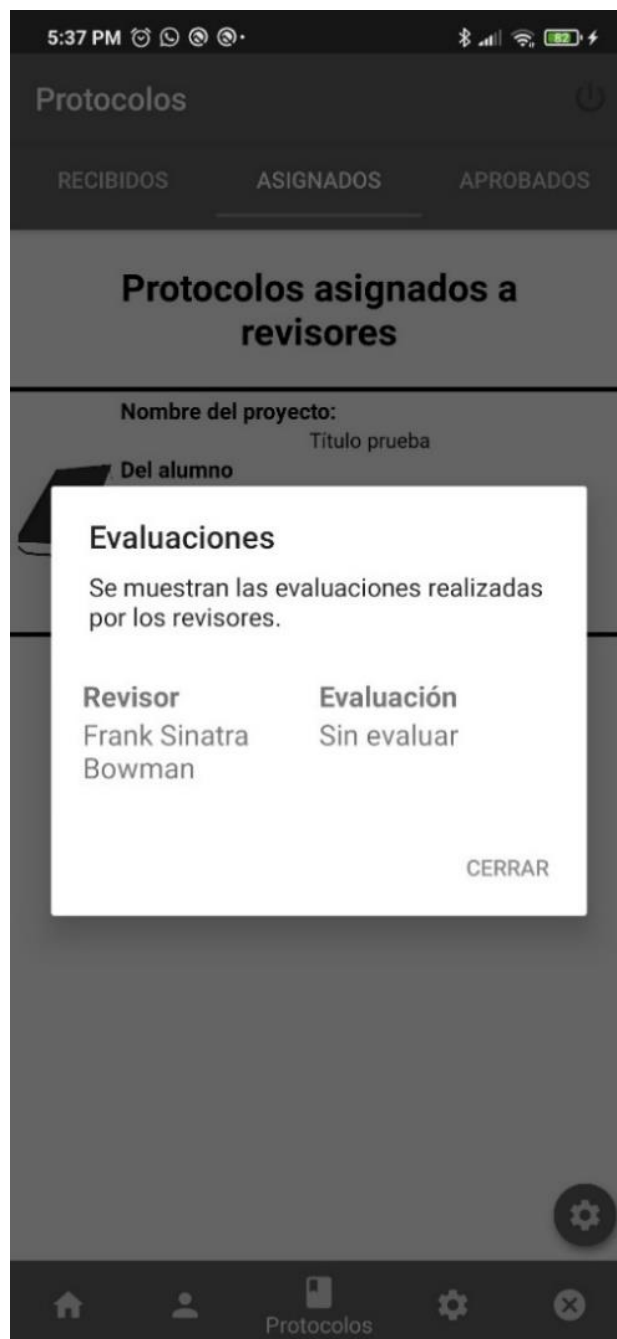 5:37 PM
82
Protocolos
RECIBIDOS ASIGNADOS APROBADOS
Protocolos asignados a
revisores
Nombre del proyecto:
Título prueba
Del alumno
Evaluaciones
Se muestran las evaluaciones realizadas
por los revisores.
Revisor Evaluación
Frank Sinatra Sin evaluar
Bowman
CERRAR
Protocolos